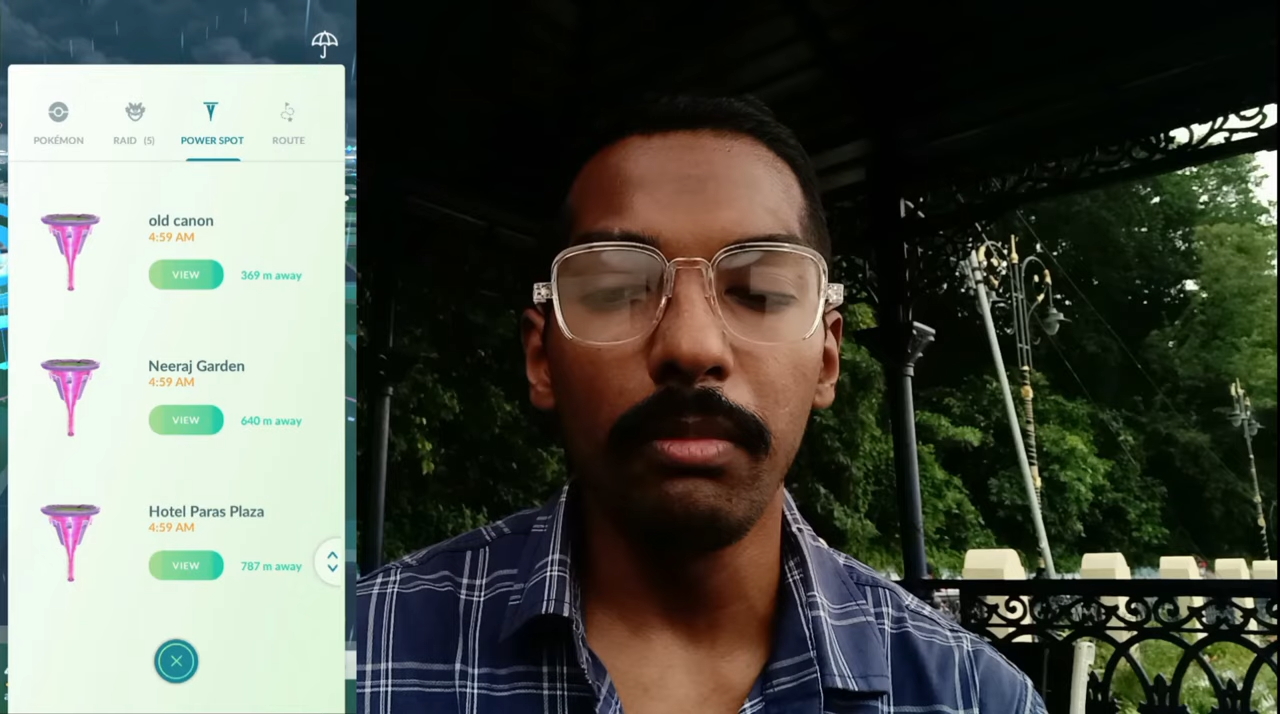 POKÉMON
RAID (5)
POWER SPOT
ROUTE
old canon
4:59 AM
VIEW
369 m away
Neeraj Garden
4:59 AM
VIEW
640 m away
Hotel Paras Plaza
4:59 AM
VIEW
787 m away